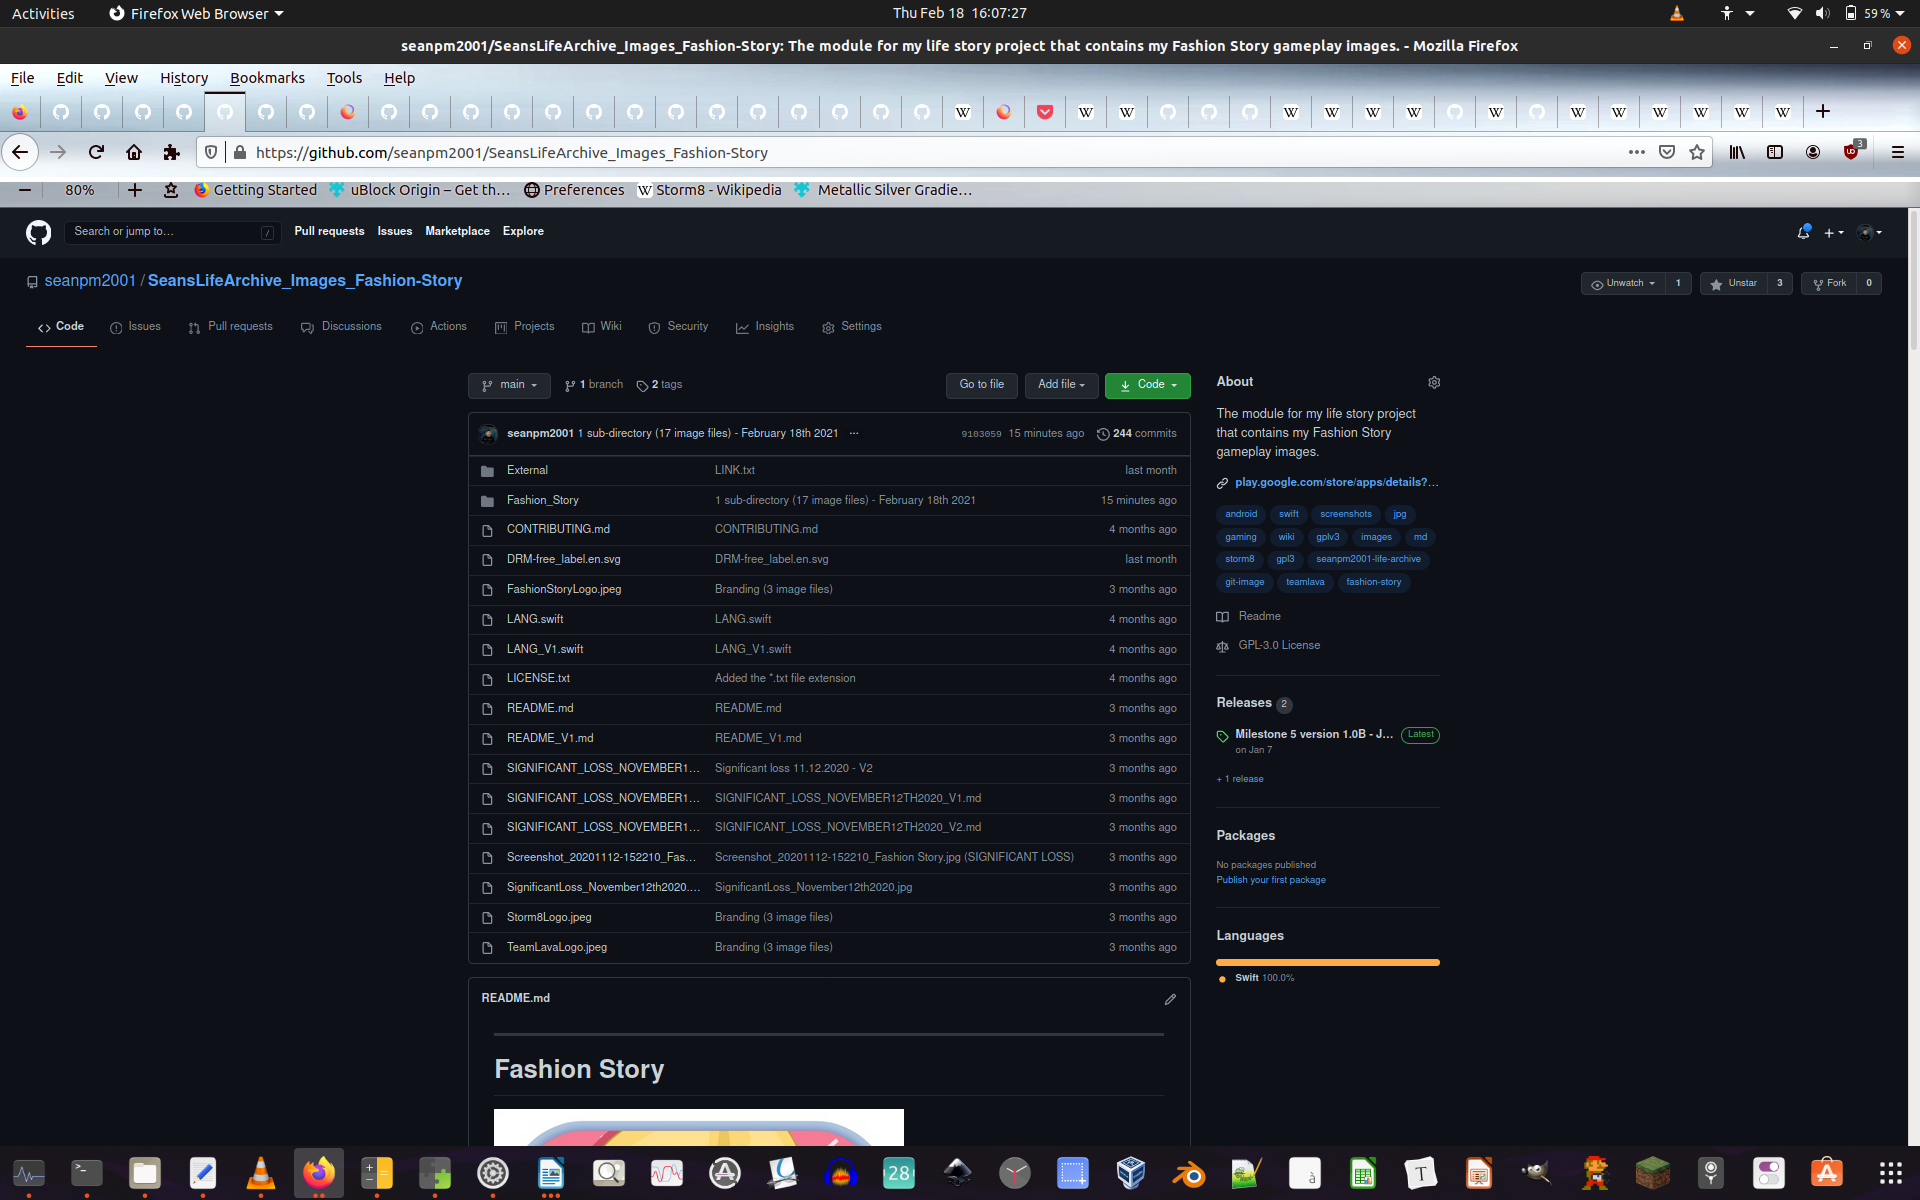 Activities
Firefox Web Browser
Thu Feb 18 16:07:27
59 %
seanpm2001/SeansLifeArchive_Images_Fashion-Story: The module for my life story project that contains my Fashion Story gameplay images. - Mozilla Firefox
File Edit View History Bookmarks Tools Help
https://github.com/seanpm2001/SeansLifeArchive_Images_Fashion-Story
3
80%
Getting Started
uBlock Origin – Get th…
Preferences
Storm8 - Wikipedia
Metallic Silver Gradie…
Search or jump to…
/
Pull requests Issues Marketplace Explore
seanpm2001 / SeansLifeArchive_Images_Fashion-Story
Unwatch 1
Unstar 3
Fork 0
Code Issues Pull requests Discussions Actions Projects Wiki Security Insights Settings
main
1 branch
2 tags
Go to file
Add file
Code
seanpm2001 1 sub-directory (17 image files) - February 18th 2021 ... 9103059 15 minutes ago 244 commits
External LINK.txt last month
Fashion_Story 1 sub-directory (17 image files) - February 18th 2021 15 minutes ago
CONTRIBUTING.md CONTRIBUTING.md 4 months ago
DRM-free_label.en.svg DRM-free_label.en.svg last month
FashionStoryLogo.jpeg Branding (3 image files) 3 months ago
LANG.swift LANG.swift 4 months ago
LANG_V1.swift LANG_V1.swift 4 months ago
LICENSE.txt Added the *.txt file extension 4 months ago
README.md README.md 3 months ago
README_V1.md README_V1.md 3 months ago
SIGNIFICANT_LOSS_NOVEMBER1... Significant loss 11.12.2020 - V2 3 months ago
SIGNIFICANT_LOSS_NOVEMBER1... SIGNIFICANT_LOSS_NOVEMBER12TH2020_V1.md 3 months ago
SIGNIFICANT_LOSS_NOVEMBER1... SIGNIFICANT_LOSS_NOVEMBER12TH2020_V2.md 3 months ago
Screenshot_20201112-152210_Fas... Screenshot_20201112-152210_Fashion Story.jpg (SIGNIFICANT LOSS) 3 months ago
SignificantLoss_November12th2020.... SignificantLoss_November12th2020.jpg 3 months ago
Storm8Logo.jpeg Branding (3 image files) 3 months ago
TeamLavaLogo.jpeg Branding (3 image files) 3 months ago
README.md
Fashion Story
About
The module for my life story project
that contains my Fashion Story
gameplay images.
play.google.com/store/apps/details?...
android swift screenshots jpg
gaming wiki gplv3 images md
storm8 gpl3 seanpm2001-life-archive
git-image teamlava fashion-story
Readme
GPL-3.0 License
Releases 2
Milestone 5 version 1.0B - J... Latest
on Jan 7
+ 1 release
Packages
No packages published
Publish your first package
Languages
Swift 100.0%
28